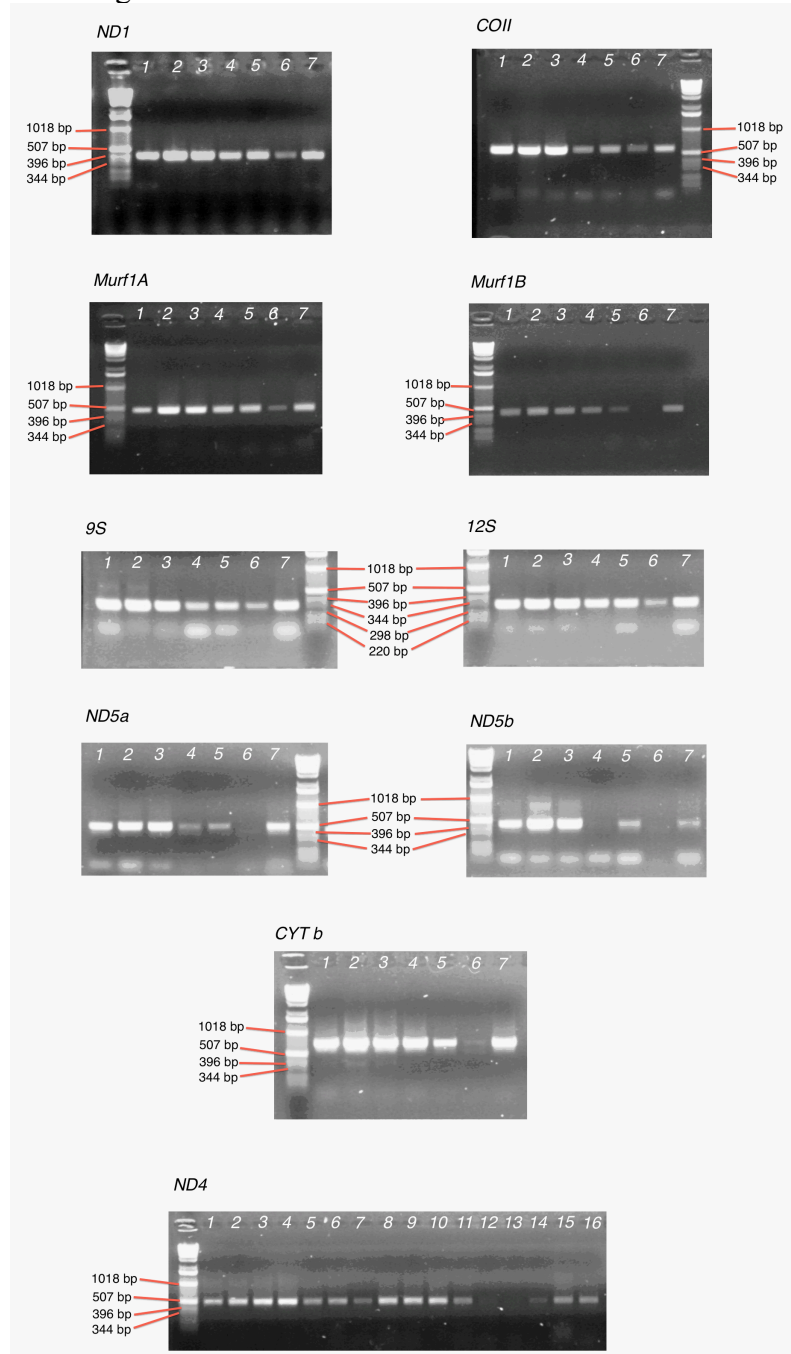 ND1
1 2 3 4 5 6 7
1018 bp
507 bp
396 bp
344 bp
COII
1 2 3 4 5 6 7
1018 bp
507 bp
396 bp
344 bp
Murf1A
1 2 3 4 5 6 7
1018 bp
507 bp
396 bp
344 bp
Murf1B
1 2 3 4 5 6 7
1018 bp
507 bp
396 bp
344 bp
9S
1 2 3 4 5 6 7
12S
1 2 3 4 5 6 7
1018 bp
507 bp
396 bp
344 bp
298 bp
220 bp
ND5a
1 2 3 4 5 6 7
ND5b
1 2 3 4 5 6 7
1018 bp
507 bp
396 bp
344 bp
CYT b
1 2 3 4 5 6 7
1018 bp
507 bp
396 bp
344 bp
ND4
1 2 3 4 5 6 7 8 9 10 11 12 13 14 15 16
1018 bp
507 bp
396 bp
344 bp